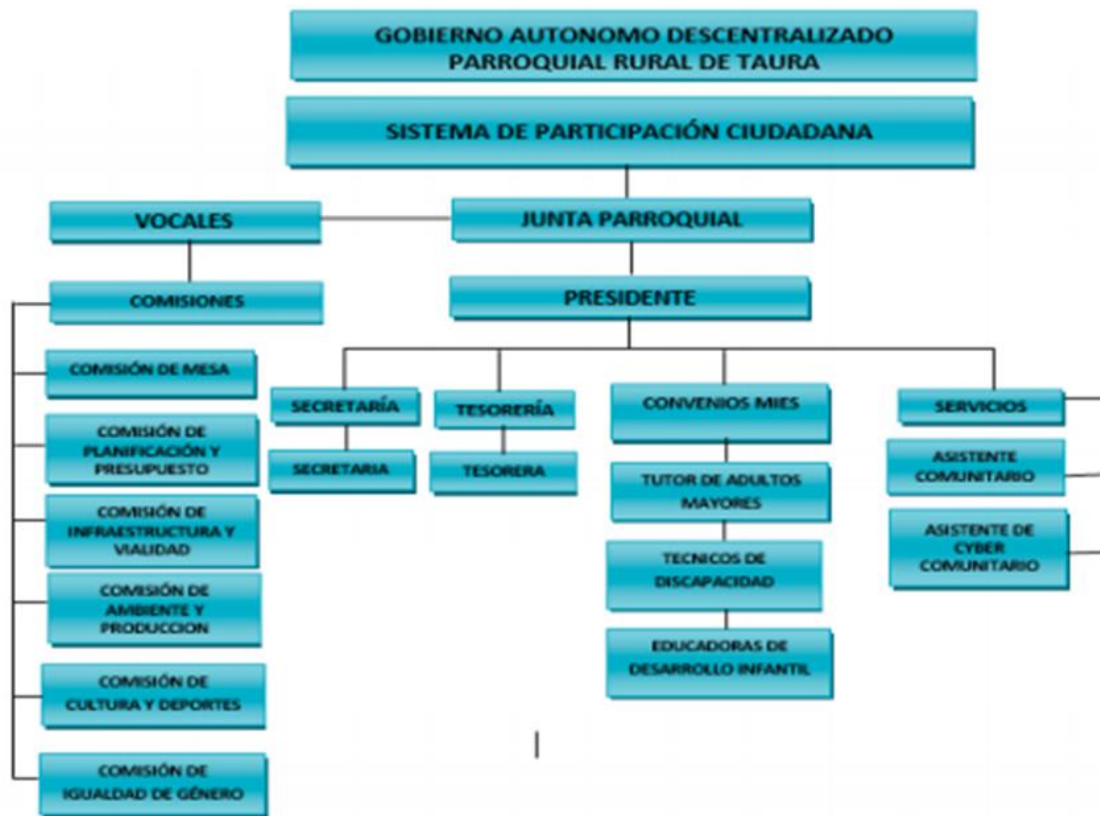 GOBIERNO AUTONOMO DESCENTRALIZADO
PARROQUIAL RURAL DE TAURA
SISTEMA DE PARTICIPACIÓN CIUDADANA
VOCALES
JUNTA PARROQUIAL
COMISIONES
PRESIDENTE
COMISIÓN DE MESA
COMISIÓN DE
PLANIFICACIÓN Y
PRESUPUESTO
COMISIÓN DE
INFRAESTRUCTURA Y
VIALIDAD
COMISIÓN DE
AMBIENTE Y
PRODUCCION
COMISIÓN DE
CULTURA Y DEPORTES
COMISIÓN DE
IGUALDAD DE GÉNERO
SECRETARÍA
SECRETARIA
TESORERÍA
TESORERA
CONVENIOS MIES
TUTOR DE ADULTOS
MAYORES
TECNICOS DE
DISCAPACIDAD
EDUCADORAS DE
DESARROLLO INFANTIL
SERVICIOS
ASISTENTE
COMUNITARIO
ASISTENTE DE
CYBER
COMUNITARIO